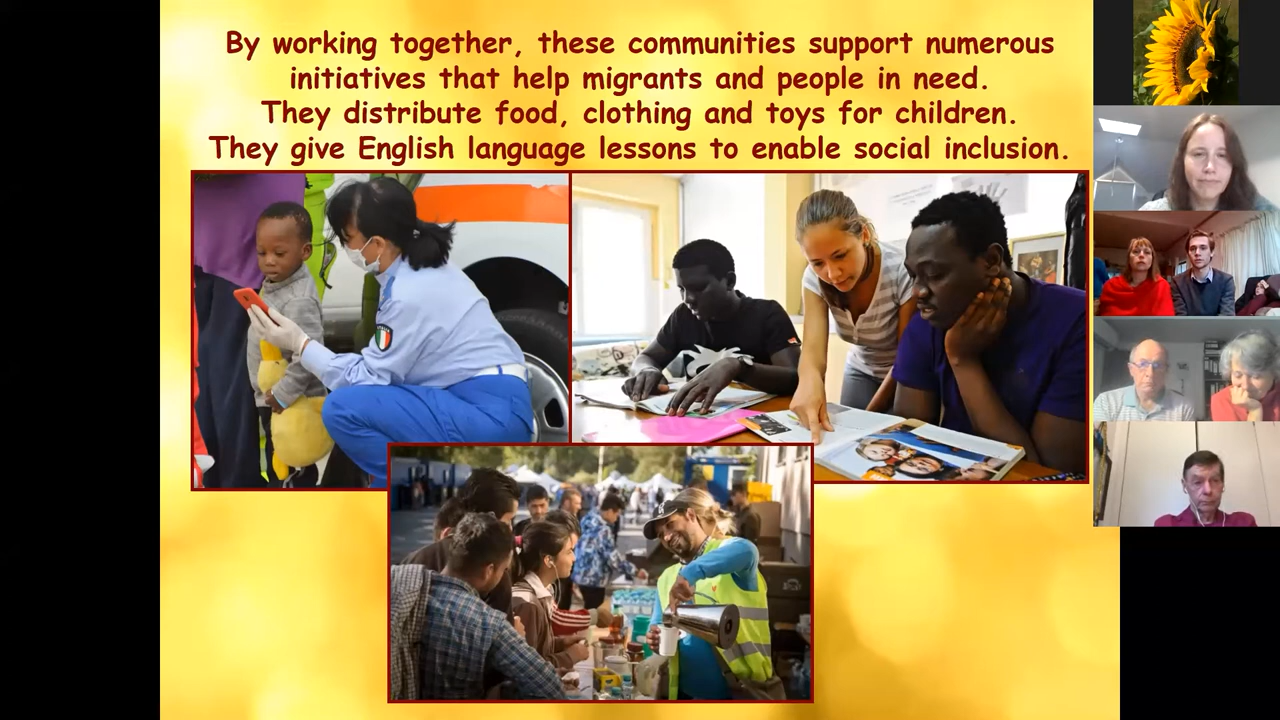 By working together, these communities support numerous
initiatives that help migrants and people in need.
They distribute food, clothing and toys for children.
They give English language lessons to enable social inclusion.